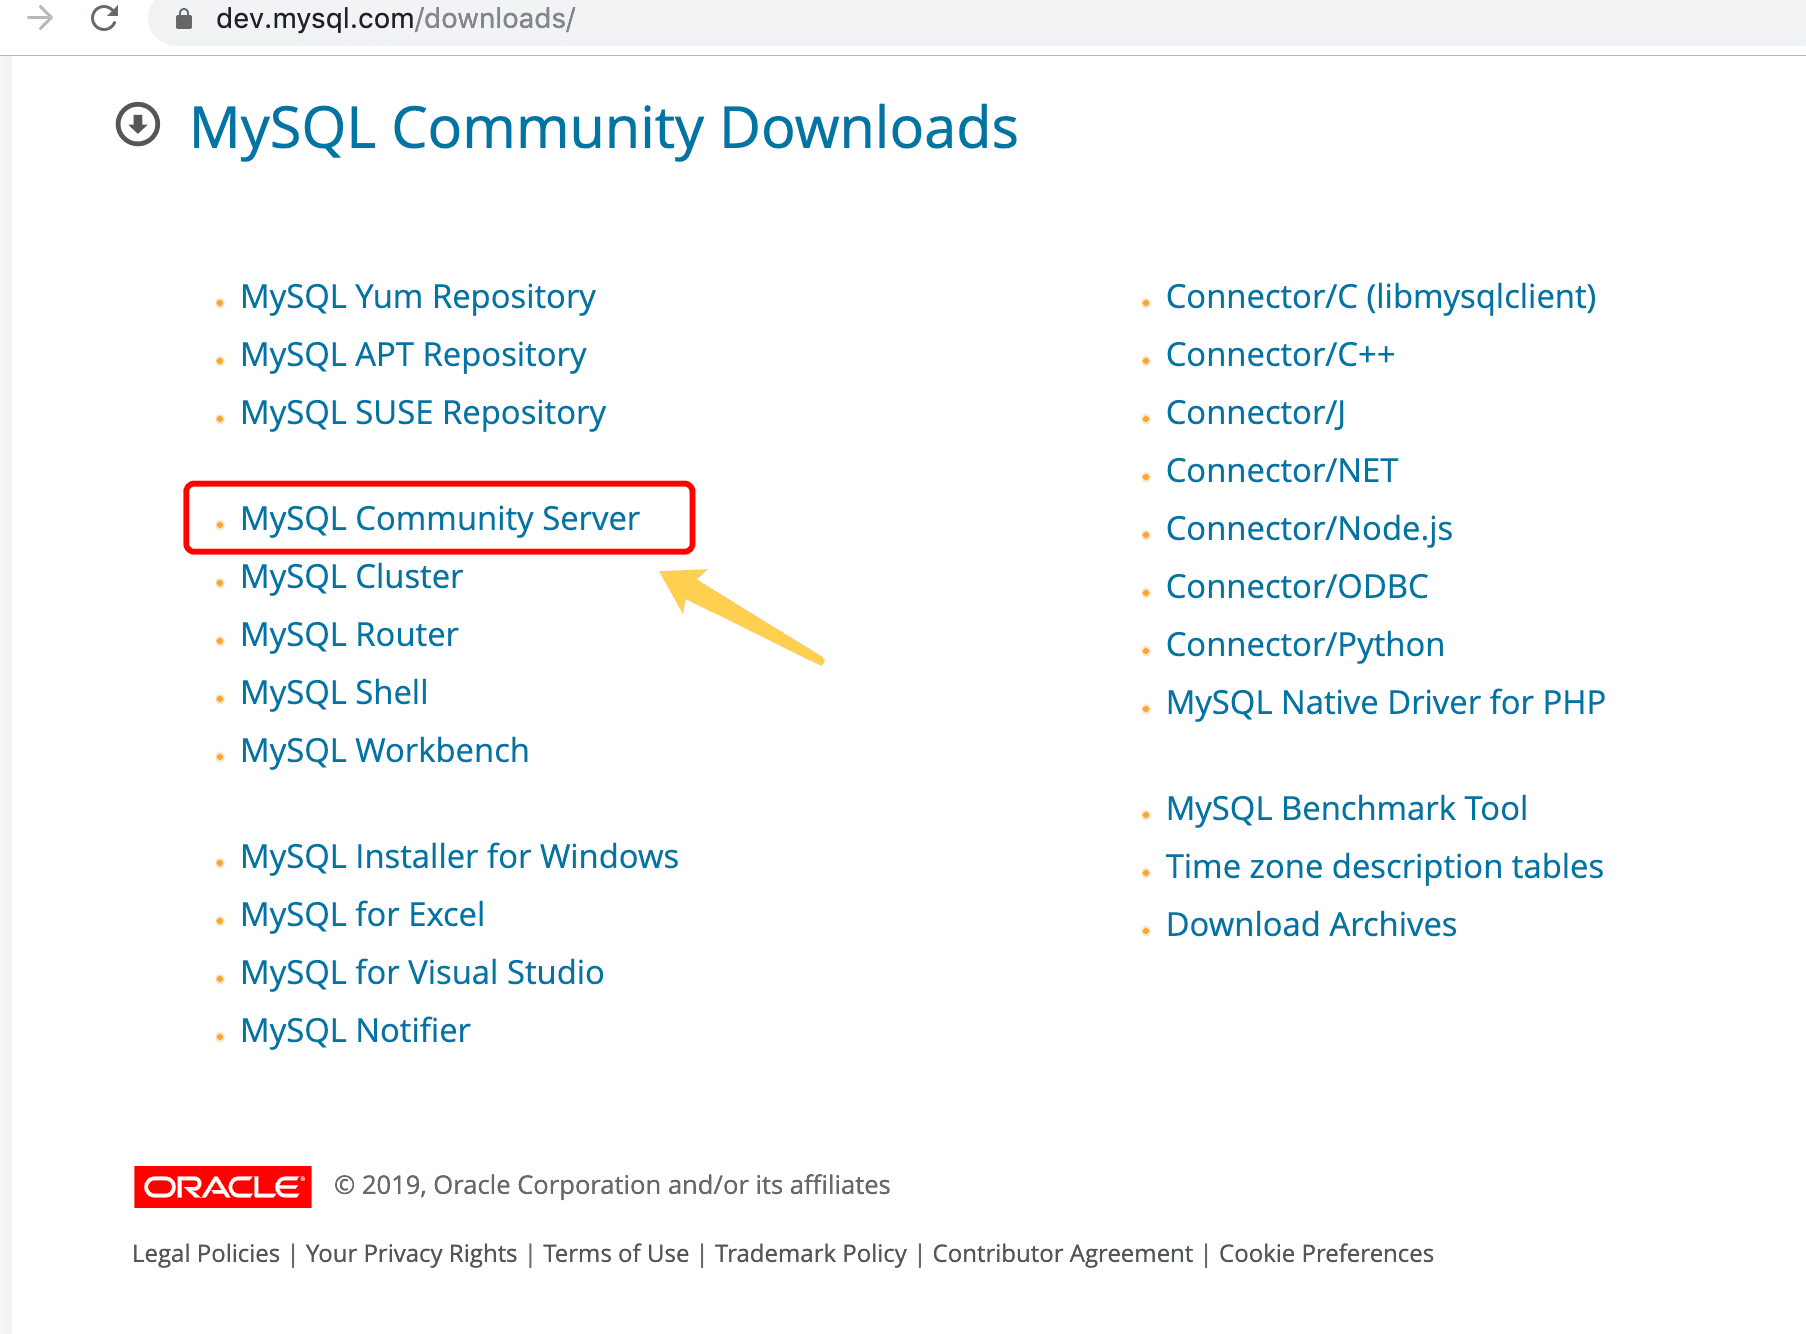 dev.mysql.com/downloads/
MySQL Community Downloads
MySQL Yum Repository
MySQL APT Repository
MySQL SUSE Repository
MySQL Community Server
MySQL Cluster
MySQL Router
MySQL Shell
MySQL Workbench
MySQL Installer for Windows
MySQL for Excel
MySQL for Visual Studio
MySQL Notifier
Connector/C (libmysqlclient)
Connector/C++
Connector/J
Connector/NET
Connector/Node.js
Connector/ODBC
Connector/Python
MySQL Native Driver for PHP
MySQL Benchmark Tool
Time zone description tables
Download Archives
ORACLE® © 2019, Oracle Corporation and/or its affiliates
Legal Policies | Your Privacy Rights | Terms of Use | Trademark Policy | Contributor Agreement | Cookie Preferences